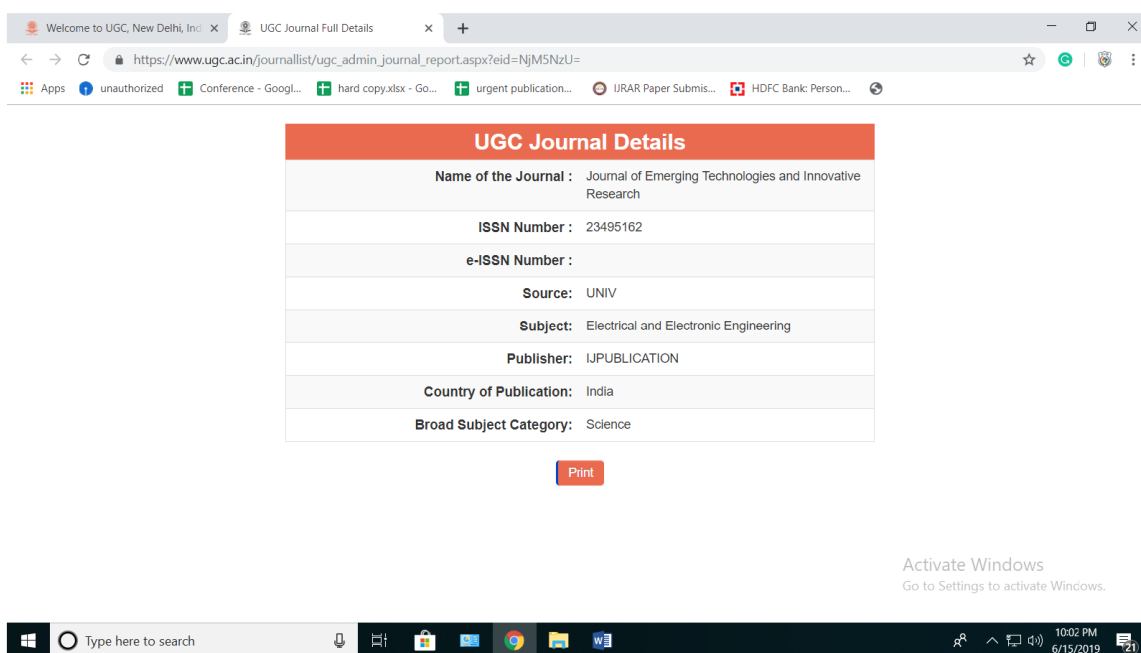 Welcome to UGC, New Delhi, Ind
UGC Journal Full Details
https://www.ugc.ac.in/journallist/ugc_admin_journal_report.aspx?eid=NjM5NzU=
Apps unauthorized Conference - Googl... hard copy.xlsx - Go... urgent publication... IJRAR Paper Submis... HDFC Bank: Person...
UGC Journal Details
Name of the Journal : Journal of Emerging Technologies and Innovative
Research
ISSN Number : 23495162
e-ISSN Number :
Source: UNIV
Subject: Electrical and Electronic Engineering
Publisher: IJPUBLICATION
Country of Publication: India
Broad Subject Category: Science
Print
Activate Windows
Go to Settings to activate Windows.
Type here to search
10:02 PM
6/15/2019
21